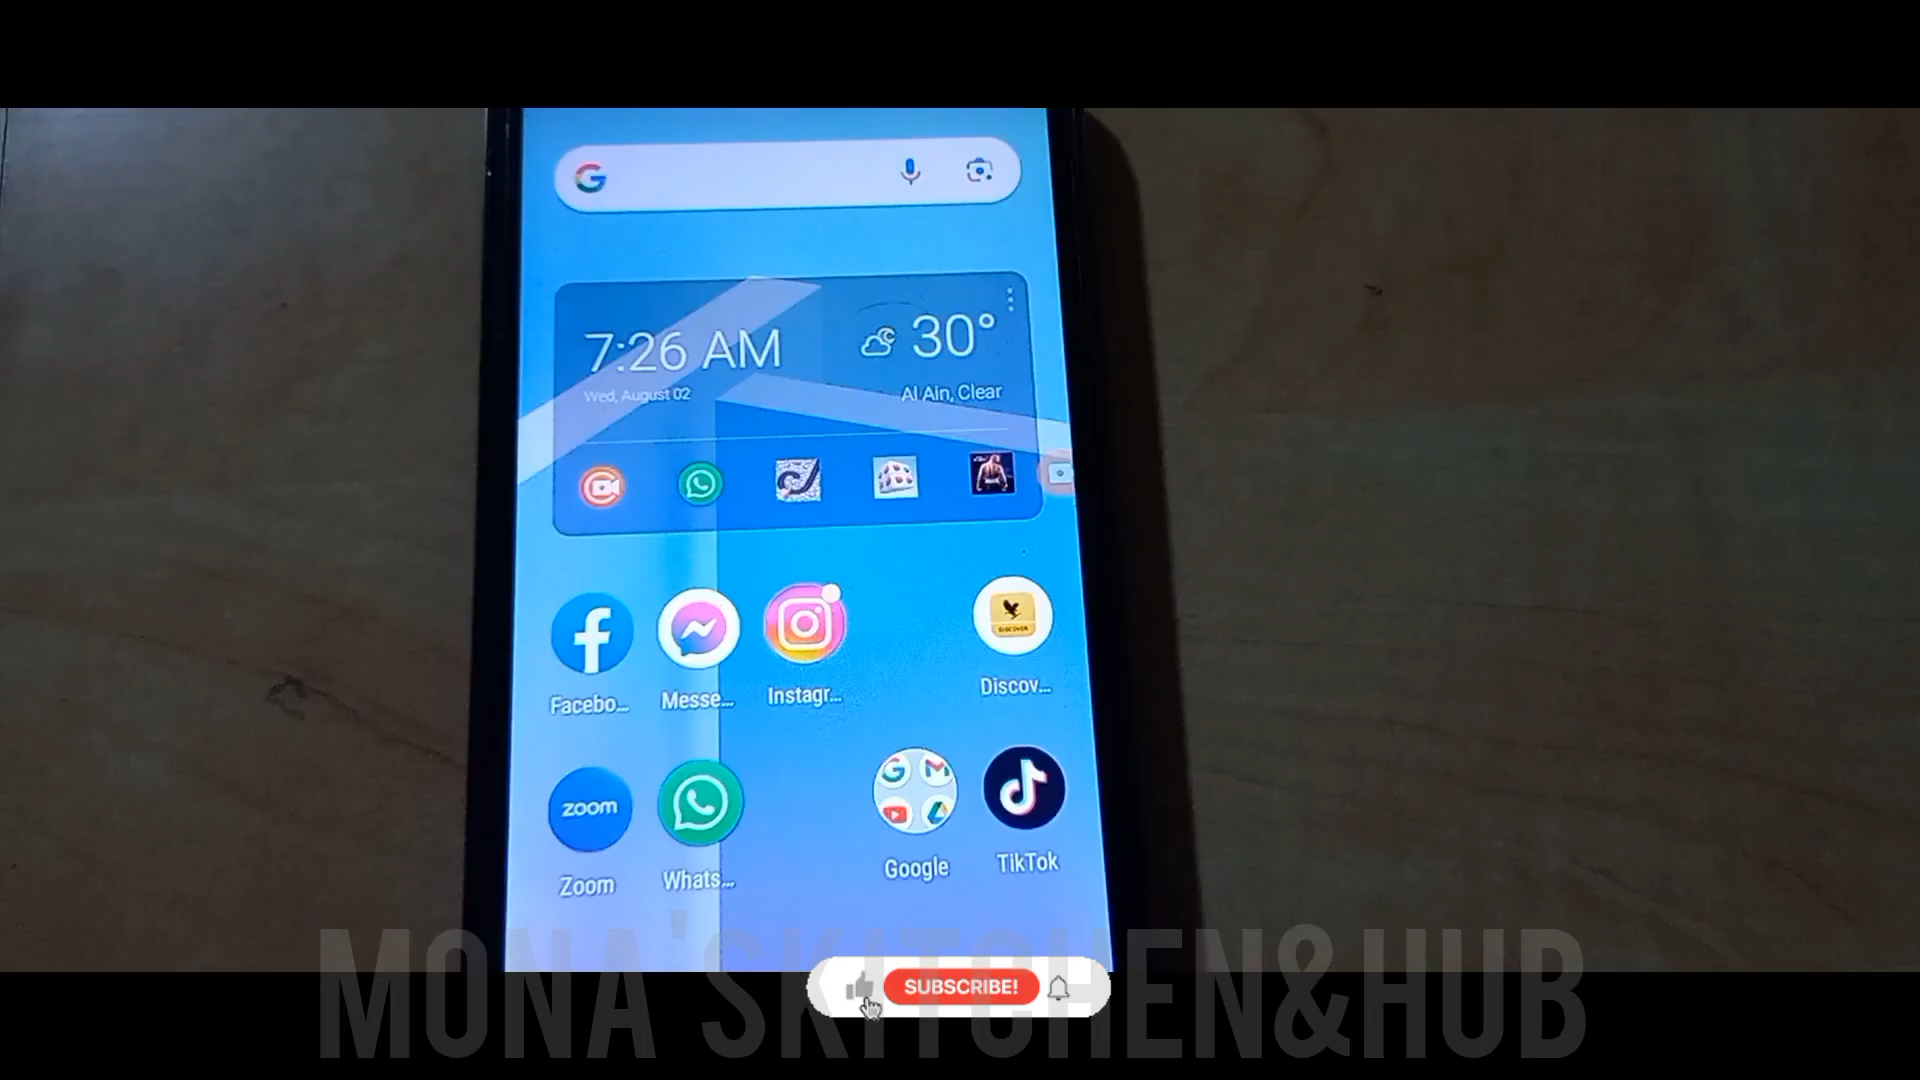 7:26 AM
30°
Wed, August 02
Al Ain, Clear
DISCOVER
Facebo...
Messe...
Instagr...
Discov...
zoom
Zoom
Whats...
Google
TikTok
SUBSCRIBE!
MONA'SKITCHEN&HUB